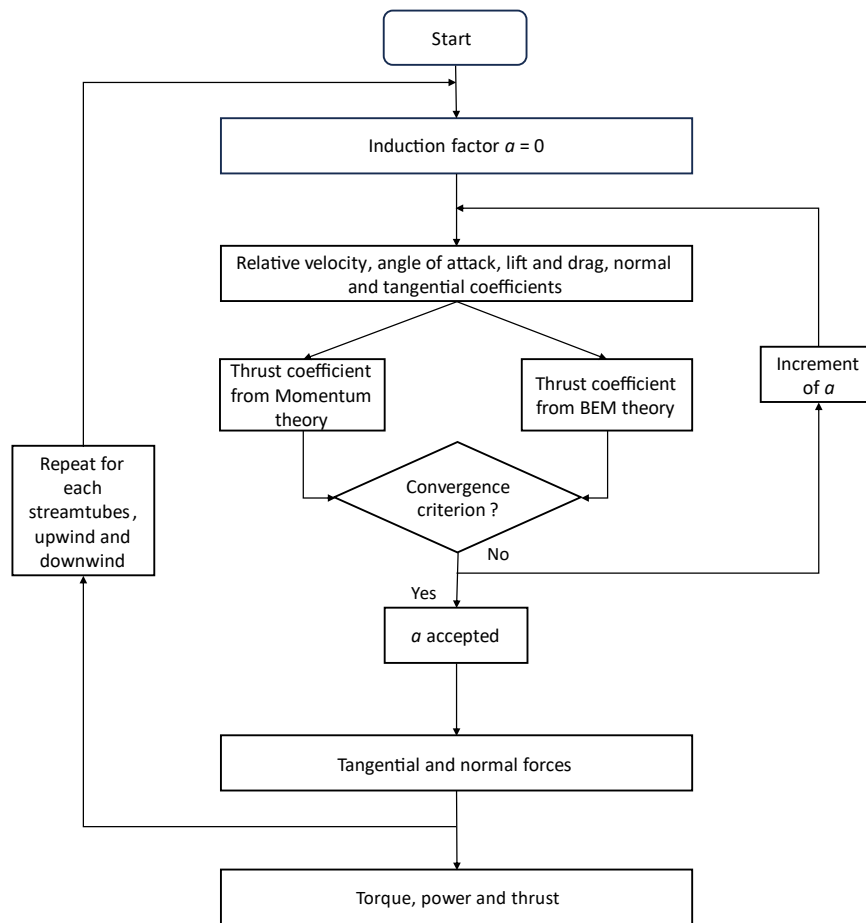 Start
Induction factor a = 0
Relative velocity, angle of attack, lift and drag, normal
and tangential coefficients
Thrust coefficient
from Momentum
theory
Thrust coefficient
from BEM theory
Increment
of a
Repeat for
each
streamtubes,
upwind and
downwind
Convergence
criterion ?
No
Yes
a accepted
Tangential and normal forces
Torque, power and thrust